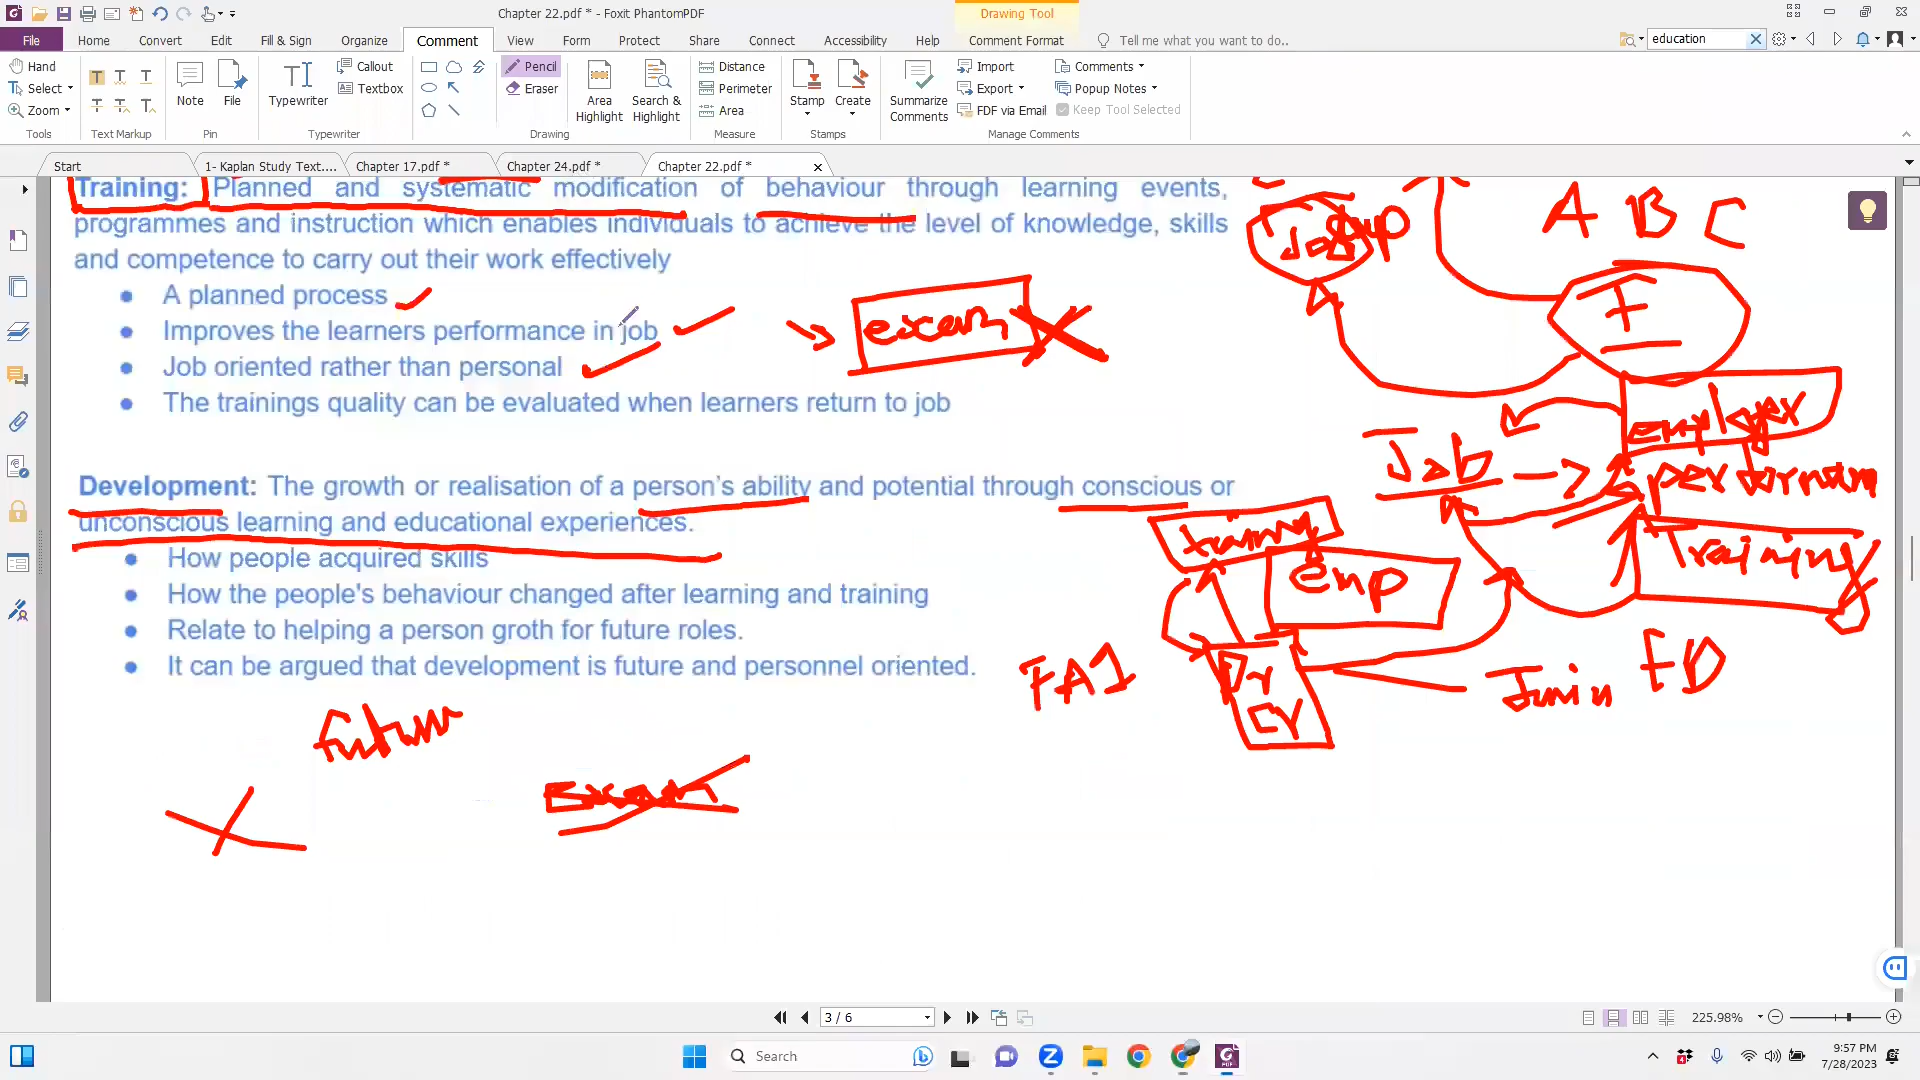 Chapter 22.pdf * - Foxit PhantomPDF
Drawing Tool
File Home Convert Edit Fill & Sign Organize Comment View Form Protect Share Connect Accessibility Help Comment Format Tell me what you want to do.. education
Hand
Select
Zoom
Tools
Text Markup
Note
File
Pin
Typewriter
Callout
Textbox
Typewriter
Pencil
Eraser
Area Highlight
Search & Highlight
Drawing
Distance
Perimeter
Area
Measure
Stamp
Create
Stamps
Summarize Comments
Import
Export
FDF via Email
Comments
Popup Notes
Keep Tool Selected
Manage Comments
Start 1- Kaplan Study Text.... Chapter 17.pdf * Chapter 24.pdf * Chapter 22.pdf *
Training: Planned and systematic modification of behaviour through learning events,
programmes and instruction which enables individuals to achieve the level of knowledge, skills
and competence to carry out their work effectively
● A planned process
● Improves the learners performance in job
● Job oriented rather than personal
● The trainings quality can be evaluated when learners return to job
exam
A B C
Job
Training
training
emp
Dr
Cr
FA1
FD
Development: The growth or realisation of a person's ability and potential through conscious or
unconscious learning and educational experiences.
● How people acquired skills
● How the people's behaviour changed after learning and training
● Relate to helping a person groth for future roles.
● It can be argued that development is future and personnel oriented.
future
3 / 6
225.98%
Search
9:57 PM
7/28/2023